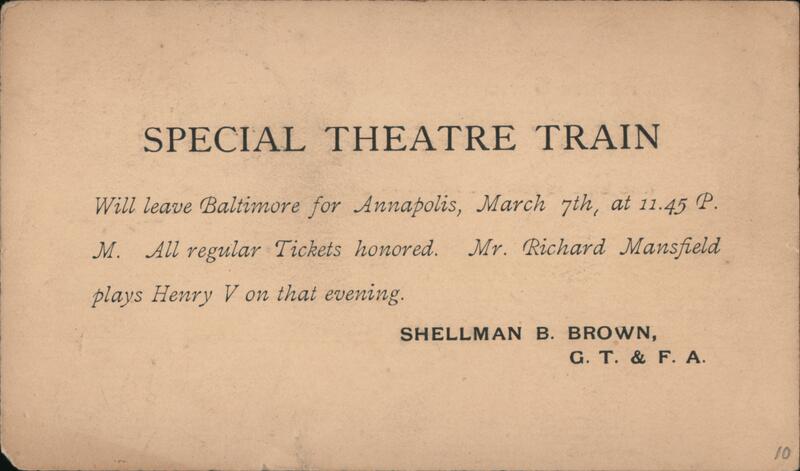 SPECIAL THEATRE TRAIN
Will leave Baltimore for Annapolis, March 7th, at 11.45 P.
M. All regular Tickets honored. Mr. Richard Mansfield
plays Henry V on that evening.
SHELLMAN B. BROWN,
G. T. & F. A.
10